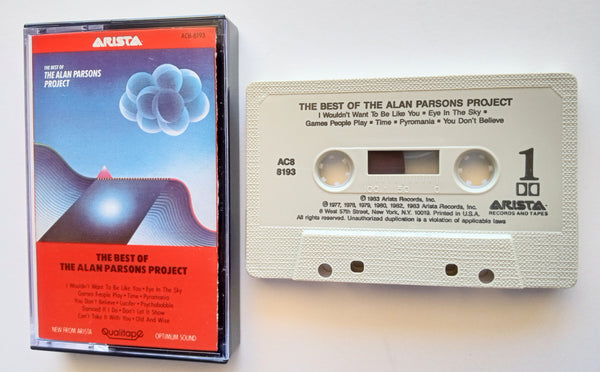 ARISTA
AC8-8193
THE BEST OF
THE ALAN PARSONS
PROJECT
THE BEST OF
THE ALAN PARSONS PROJECT
I Wouldn't Want To Be Like You • Eye In The Sky
Games People Play • Time • Pyromania
You Don't Believe • Lucifer • Psychobabble
Damned If I Do • Don't Let It Show
Can't Take It With You • Old And Wise
NEW FROM ARISTA
Qualitape
OPTIMUM SOUND
THE BEST OF THE ALAN PARSONS PROJECT
I Wouldn't Want To Be Like You • Eye In The Sky •
Games People Play • Time • Pyromania • You Don't Believe
AC8
8193
1
100 50 0
ARISTA
RECORDS AND TAPES
© 1983 Arista Records, Inc.
℗ 1977, 1978, 1979, 1980, 1982, 1983 Arista Records, Inc.
6 West 57th Street, New York, N.Y. 10019. Printed in U.S.A.
All rights reserved. Unauthorized duplication is a violation of applicable laws